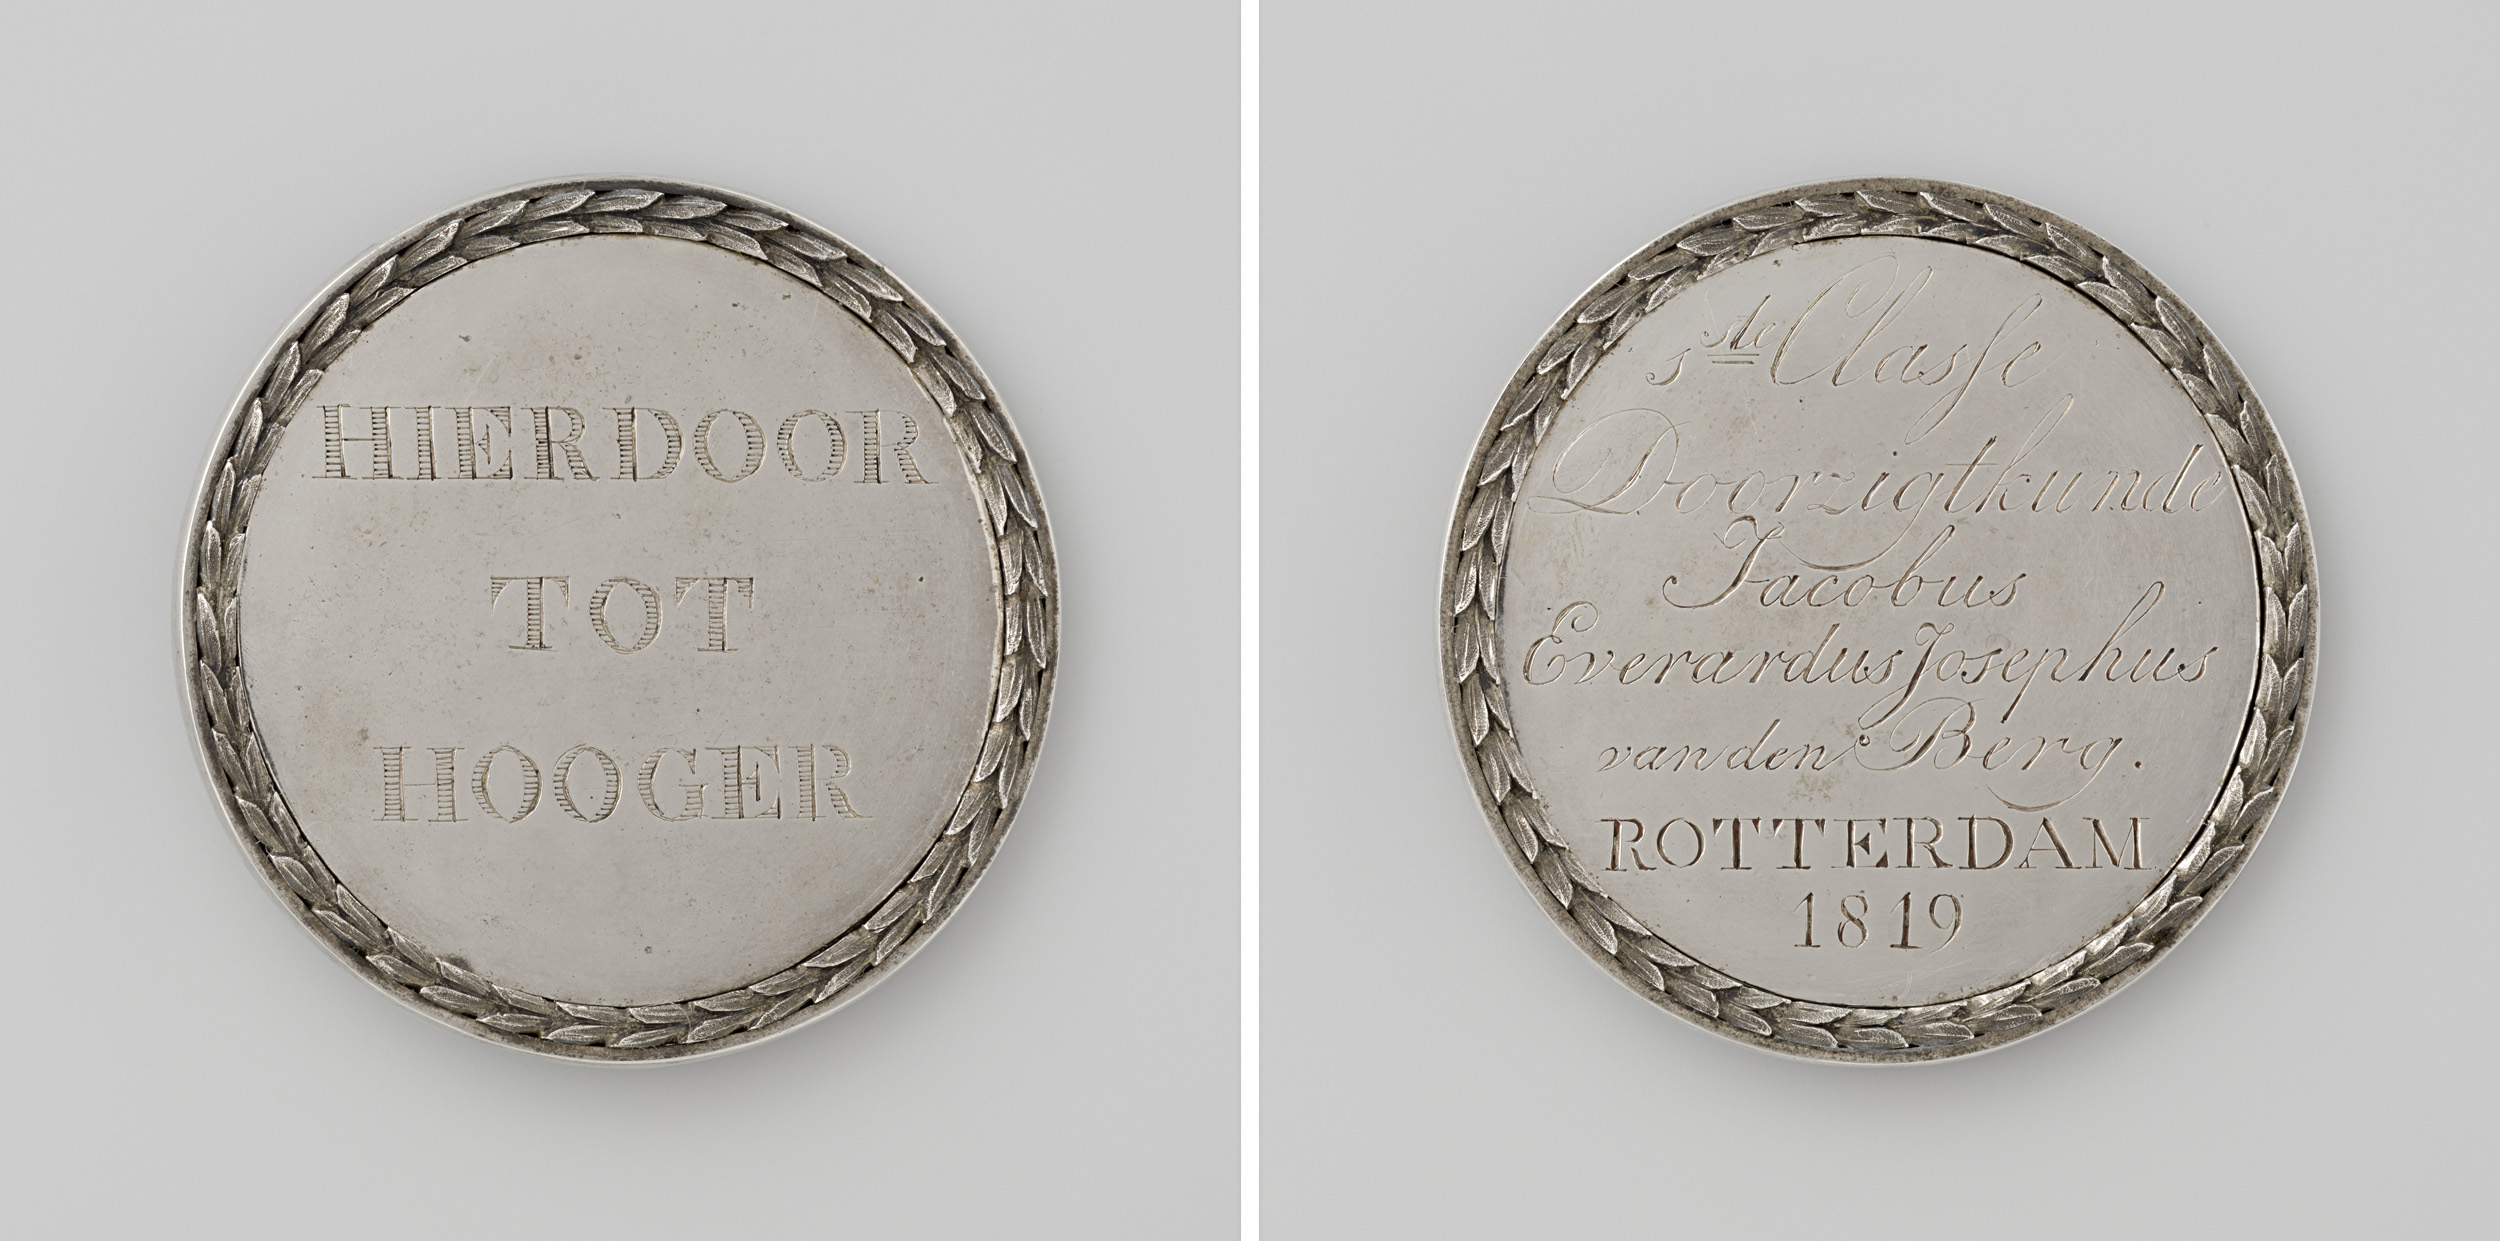 HIERDOOR
TOT
HOOGER
1ste Classe
Doorzigtkunde
Jacobus
Everardus Josephus
van den Berg.
ROTTERDAM
1819